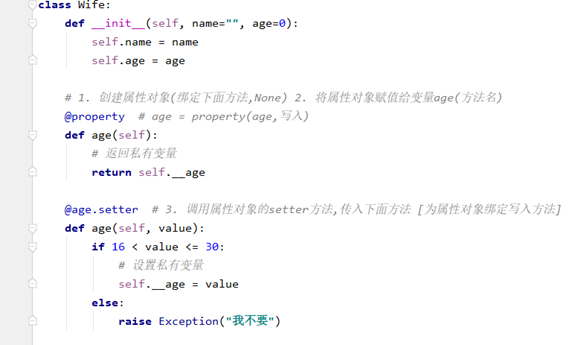 class Wife:
    def __init__(self, name="", age=0):
        self.name = name
        self.age = age
    # 1. 创建属性对象(绑定下面方法,None) 2. 将属性对象赋值给变量age(方法名)
    @property  # age = property(age,写入)
    def age(self):
        # 返回私有变量
        return self.__age
    @age.setter  # 3. 调用属性对象的setter方法,传入下面方法 [为属性对象绑定写入方法]
    def age(self, value):
        if 16 < value <= 30:
            # 设置私有变量
            self.__age = value
        else:
            raise Exception("我不要")